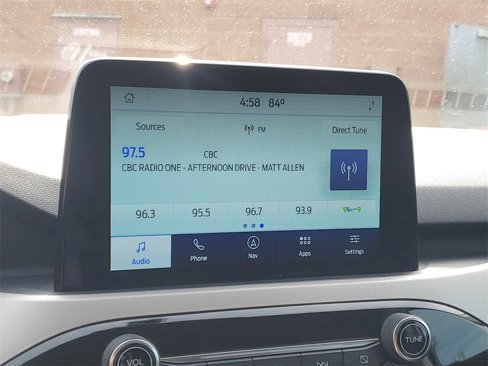 4:58 84º
Sources FM Direct Tune
97.5 CBC
CBC RADIO ONE - AFTERNOON DRIVE - MATT ALLEN
96.3 95.5 96.7 93.9
Audio Phone Nav Apps Settings
VOL TUNE